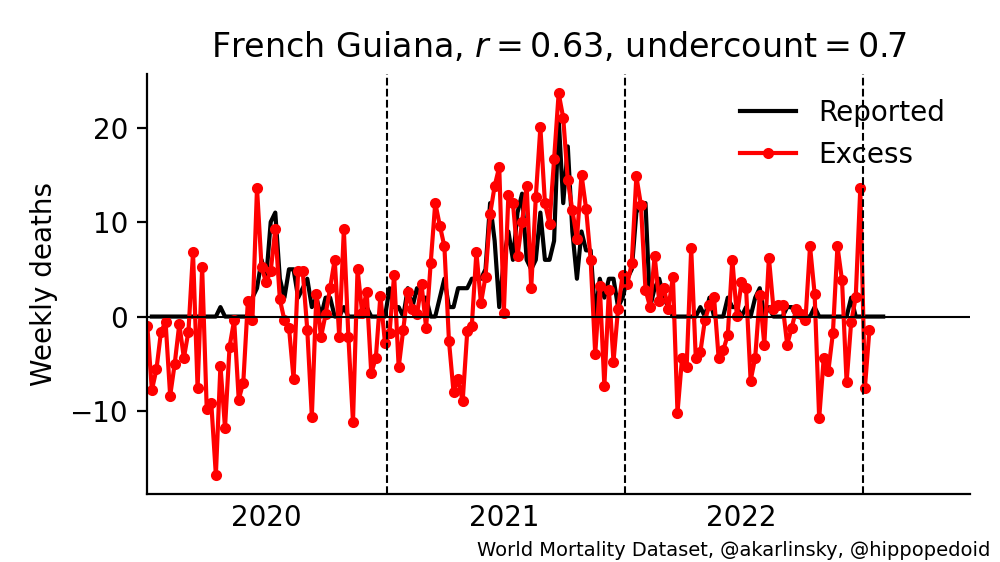 French Guiana, r = 0.63, undercount = 0.7
Weekly deaths
20
10
0
−10
Reported
Excess
2020 2021 2022
World Mortality Dataset, @akarlinsky, @hippopedoid